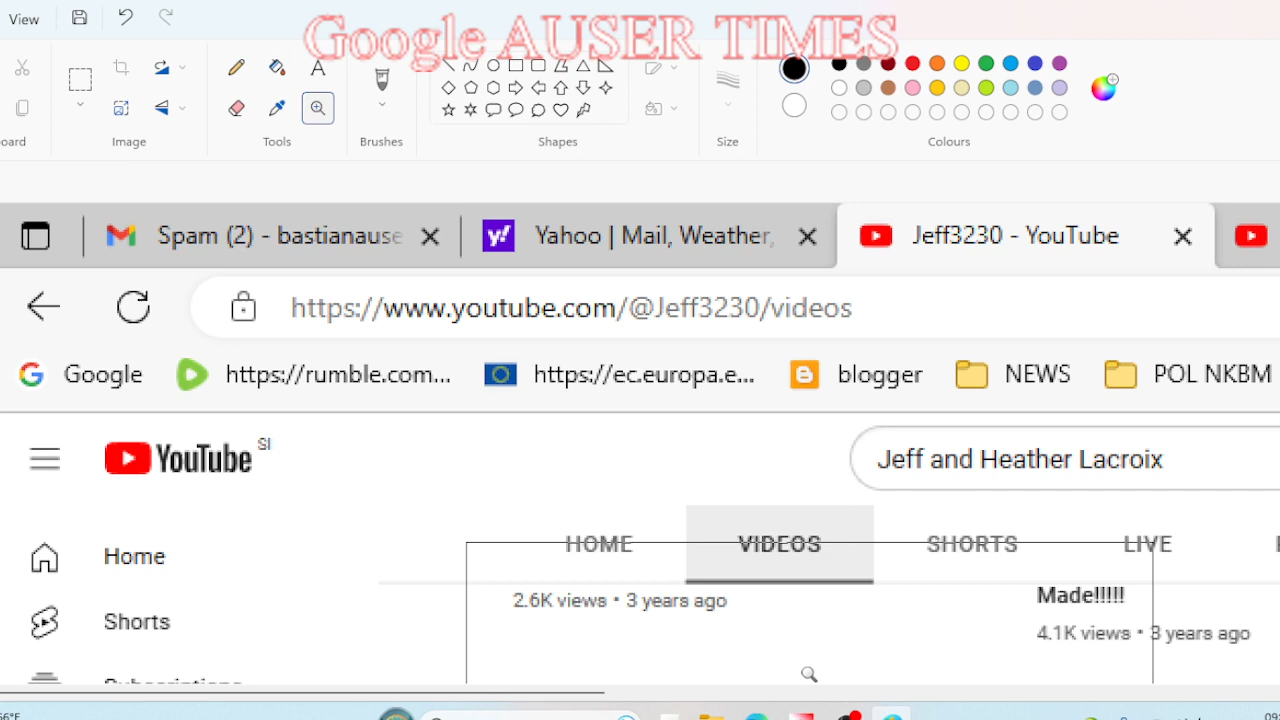 View
Google AUSER TIMES
oard
Image
Tools
Brushes
Shapes
Size
Colours
Spam (2) - bastianause
Yahoo | Mail, Weather,
Jeff3230 - YouTube
https://www.youtube.com/@Jeff3230/videos
Google
https://rumble.com...
https://ec.europa.e...
blogger
NEWS
POL NKBM
YouTube SI
Jeff and Heather Lacroix
HOME
VIDEOS
SHORTS
LIVE
Home
2.6K views • 3 years ago
Made!!!!!
4.1K views • 3 years ago
Shorts
Subscriptions